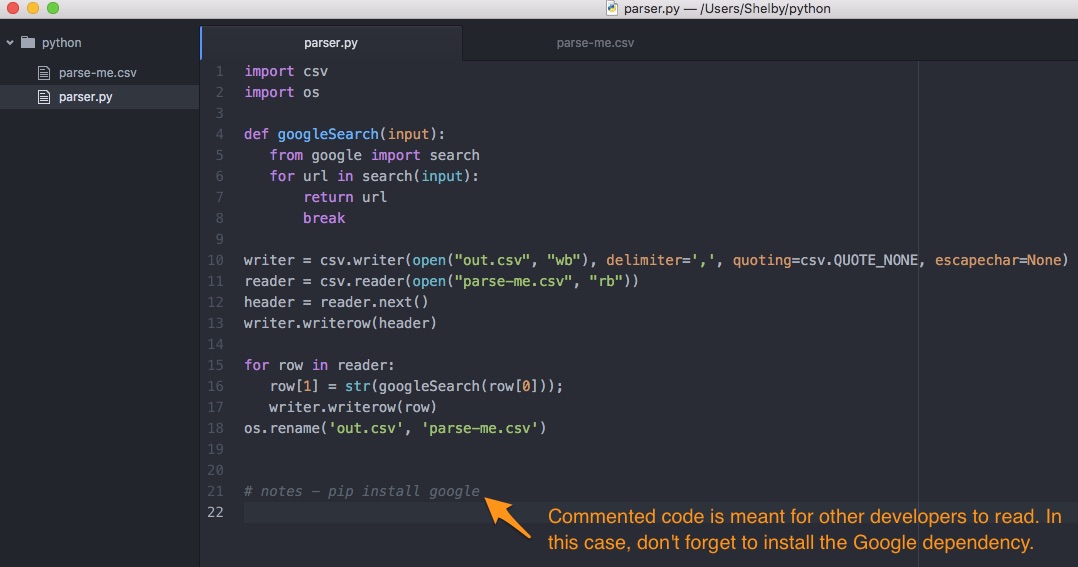 parser.py — /Users/Shelby/python
python
parse-me.csv
parser.py
parser.py
parse-me.csv
1 import csv
2 import os
3
4 def googleSearch(input):
5    from google import search
6    for url in search(input):
7        return url
8        break
9
10 writer = csv.writer(open("out.csv", "wb"), delimiter=',', quoting=csv.QUOTE_NONE, escapechar=None)
11 reader = csv.reader(open("parse-me.csv", "rb"))
12 header = reader.next()
13 writer.writerow(header)
14
15 for row in reader:
16    row[1] = str(googleSearch(row[0]));
17    writer.writerow(row)
18 os.rename('out.csv', 'parse-me.csv')
19
20
21 # notes – pip install google
22
Commented code is meant for other developers to read. In
this case, don't forget to install the Google dependency.